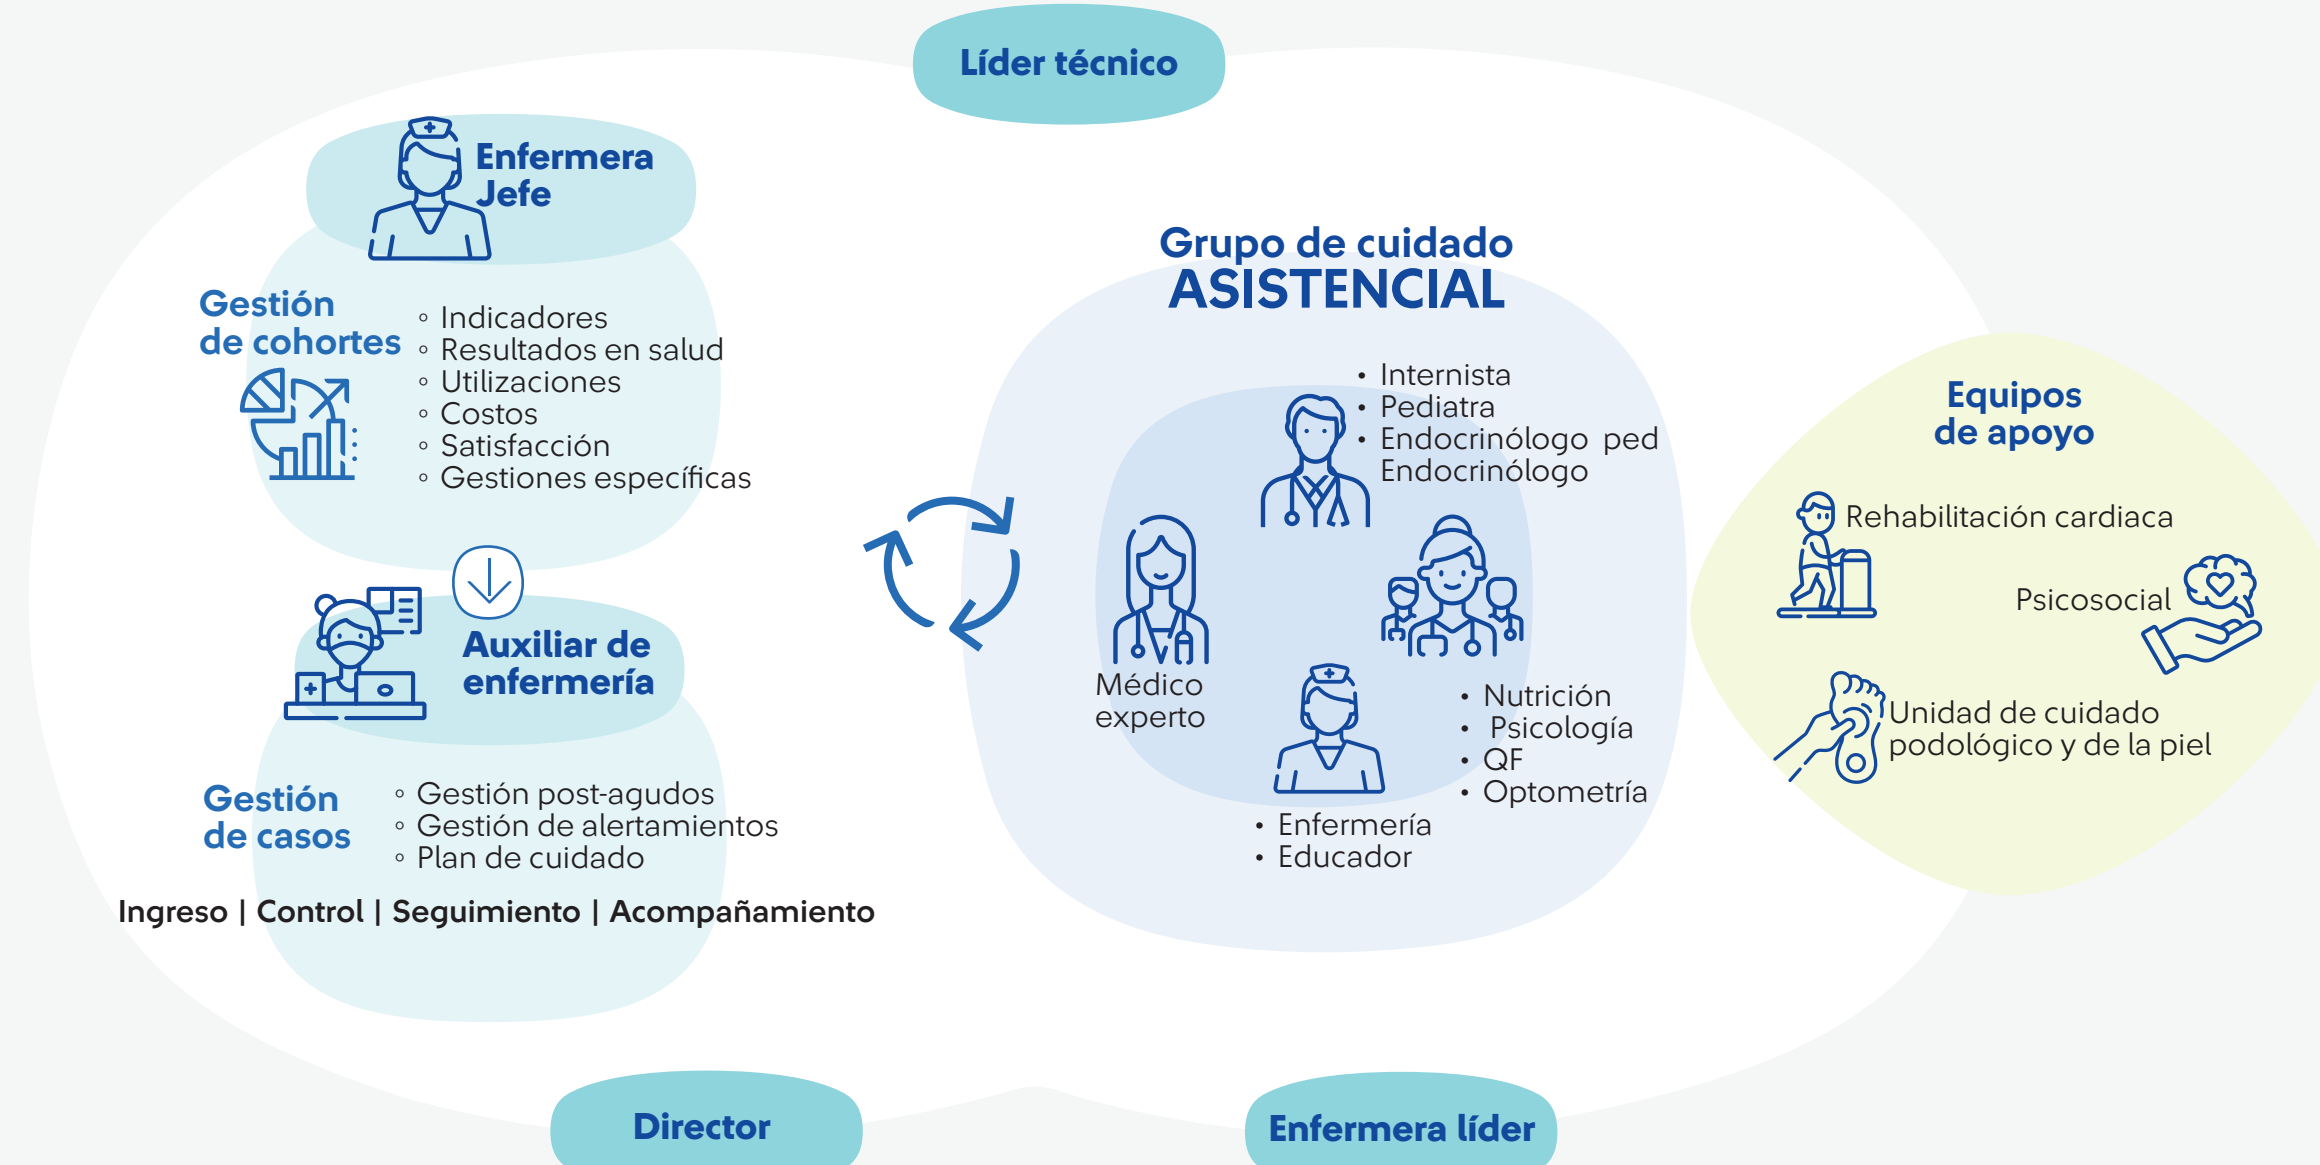 Líder técnico
Enfermera
Jefe
Gestión
de cohortes
◦ Indicadores
◦ Resultados en salud
◦ Utilizaciones
◦ Costos
◦ Satisfacción
◦ Gestiones específicas
Auxiliar de
enfermería
Gestión
de casos
◦ Gestión post-agudos
◦ Gestión de alertamientos
◦ Plan de cuidado
Ingreso | Control | Seguimiento | Acompañamiento
Grupo de cuidado
ASISTENCIAL
• Internista
• Pediatra
• Endocrinólogo ped
Endocrinólogo
Médico
experto
• Nutrición
• Psicología
• QF
• Optometría
• Enfermería
• Educador
Equipos
de apoyo
Rehabilitación cardiaca
Psicosocial
Unidad de cuidado
podológico y de la piel
Director
Enfermera líder